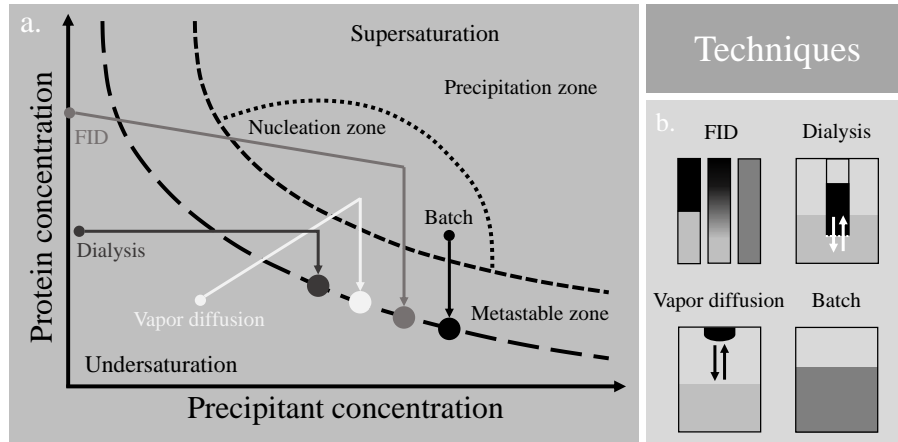 a.
Supersaturation
Precipitation zone
Nucleation zone
FID
Batch
Dialysis
Vapor diffusion
Metastable zone
Undersaturation
Protein concentration
Precipitant concentration
Techniques
b.
FID
Dialysis
Vapor diffusion
Batch